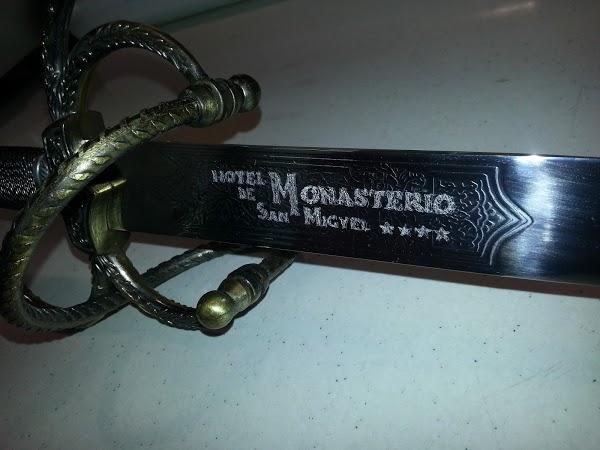 HOTEL
DE MONASTERIO
SAN MIGVEL ★★★★